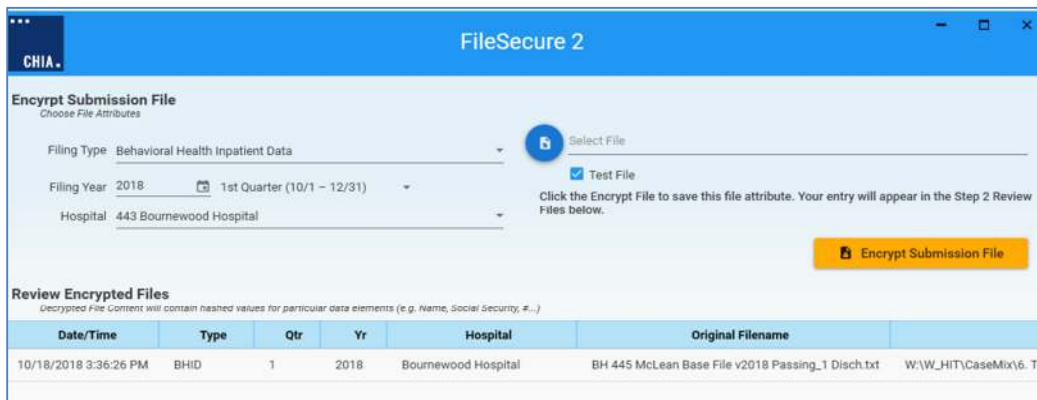 FileSecure 2
CHIA.
Encyrpt Submission File
Choose File Attributes
Filing Type Behavioral Health Inpatient Data
Filing Year 2018 1st Quarter (10/1 – 12/31)
Hospital 443 Bournewood Hospital
Select File
Test File
Click the Encrypt File to save this file attribute. Your entry will appear in the Step 2 Review
Files below.
Encrypt Submission File
Review Encrypted Files
Decrypted File Content will contain hashed values for particular data elements (e.g. Name, Social Security, #...)
Date/Time Type Qtr Yr Hospital Original Filename
10/18/2018 3:36:26 PM BHID 1 2018 Bournewood Hospital BH 445 McLean Base File v2018 Passing_1 Disch.txt W:\W_HIT\CaseMix\6. T